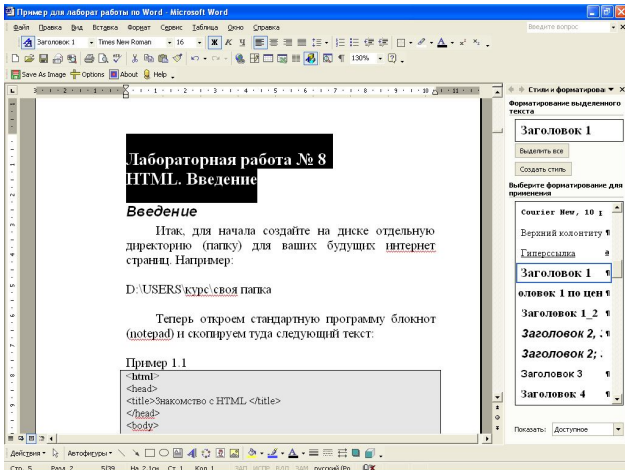 Пример для лаборат работы по Word - Microsoft Word
Файл Правка Вид Вставка Формат Сервис Таблица Окно Справка
Введите вопрос
Заголовок 1 Times New Roman 16 Ж К Ч
130%
Save As Image Options About Help
Лабораторная работа № 8
HTML. Введение
Введение
Итак, для начала создайте на диске отдельную
директорию (папку) для ваших будущих интернет
страниц. Например:
D:\USERS\курс\своя папка
Теперь откроем стандартную программу блокнот
(notepad) и скопируем туда следующий текст:
Пример 1.1
<html>
<head>
<title>Знакомство с HTML </title>
</head>
<body>
Стили и форматирова
Форматирование выделенного
текста
Заголовок 1
Выделить все
Создать стиль
Выберите форматирование для
применения
Courier New, 10 г
Верхний колонтиту
Гиперссылка
Заголовок 1
оловок 1 по цен
Заголовок 1_2
Заголовок 2, .
Заголовок 2; .
Заголовок 3
Заголовок 4
Показать: Доступное
Действия Автофигуры
Стр. 5 Разд 2 5/39 На 2,1см Ст 1 Кол 1 ЗАП ИСПР ВДЛ ЗАМ русский (Ро